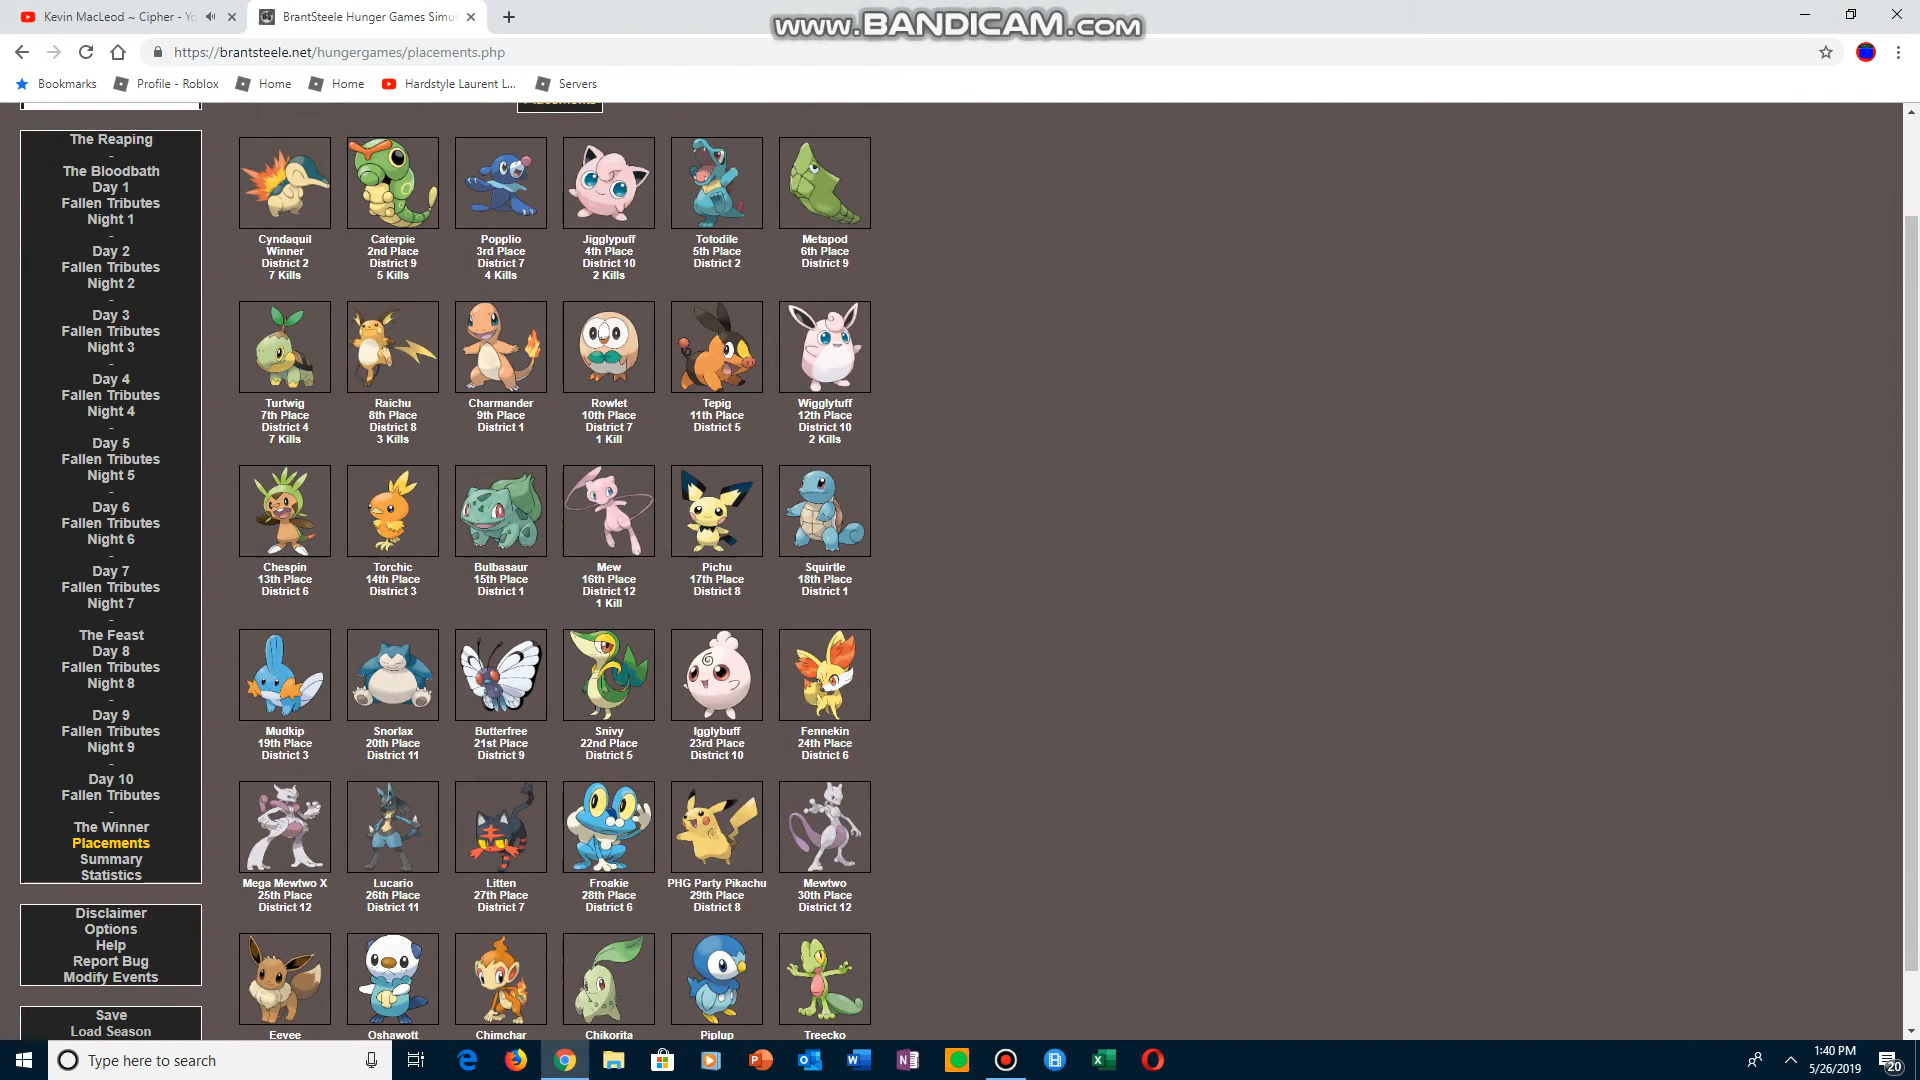 Kevin MacLeod ~ Cipher - Yo
BrantSteele Hunger Games Simul
www.BANDICAM.com
https://brantsteele.net/hungergames/placements.php
Bookmarks
Profile - Roblox
Home
Home
Hardstyle Laurent L...
Servers
Placements
The Reaping
-
The Bloodbath
Day 1
Fallen Tributes
Night 1
-
Day 2
Fallen Tributes
Night 2
-
Day 3
Fallen Tributes
Night 3
-
Day 4
Fallen Tributes
Night 4
-
Day 5
Fallen Tributes
Night 5
-
Day 6
Fallen Tributes
Night 6
-
Day 7
Fallen Tributes
Night 7
-
The Feast
Day 8
Fallen Tributes
Night 8
-
Day 9
Fallen Tributes
Night 9
-
Day 10
Fallen Tributes
-
The Winner
Placements
Summary
Statistics
Disclaimer
Options
Help
Report Bug
Modify Events
Save
Load Season
Cyndaquil
Winner
District 2
7 Kills
Caterpie
2nd Place
District 9
5 Kills
Popplio
3rd Place
District 7
4 Kills
Jigglypuff
4th Place
District 10
2 Kills
Totodile
5th Place
District 2
Metapod
6th Place
District 9
Turtwig
7th Place
District 4
7 Kills
Raichu
8th Place
District 8
3 Kills
Charmander
9th Place
District 1
Rowlet
10th Place
District 7
1 Kill
Tepig
11th Place
District 5
Wigglytuff
12th Place
District 10
2 Kills
Chespin
13th Place
District 6
Torchic
14th Place
District 3
Bulbasaur
15th Place
District 1
Mew
16th Place
District 12
1 Kill
Pichu
17th Place
District 8
Squirtle
18th Place
District 1
Mudkip
19th Place
District 3
Snorlax
20th Place
District 11
Butterfree
21st Place
District 9
Snivy
22nd Place
District 5
Igglybuff
23rd Place
District 10
Fennekin
24th Place
District 6
Mega Mewtwo X
25th Place
District 12
Lucario
26th Place
District 11
Litten
27th Place
District 7
Froakie
28th Place
District 6
PHG Party Pikachu
29th Place
District 8
Mewtwo
30th Place
District 12
Eevee
Oshawott
Chimchar
Chikorita
Piplup
Treecko
Type here to search
1:40 PM
5/26/2019
20